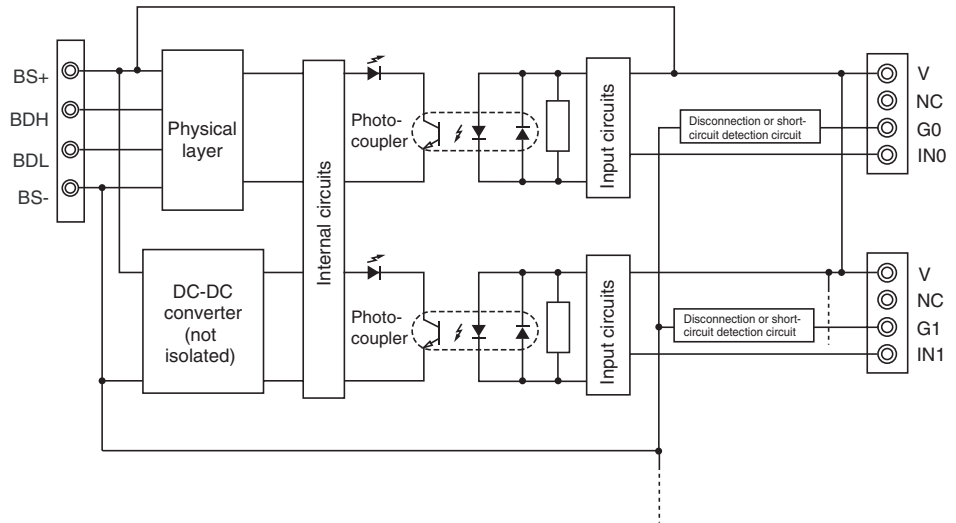 BS+
BDH
BDL
BS-
Physical
layer
DC-DC
converter
(not
isolated)
Internal circuits
Photo-
coupler
Input circuits
Disconnection or short-
circuit detection circuit
V
NC
G0
IN0
Photo-
coupler
Input circuits
Disconnection or short-
circuit detection circuit
V
NC
G1
IN1